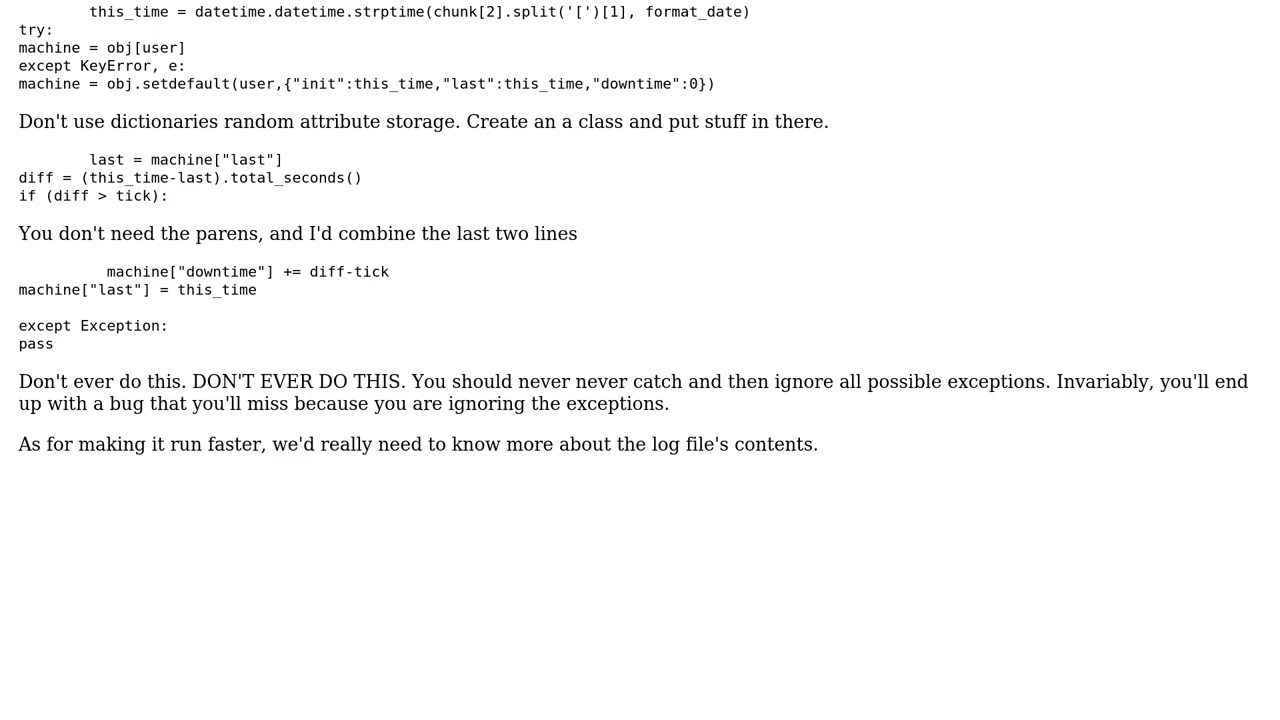 this_time = datetime.datetime.strptime(chunk[2].split('[')[1], format_date)
try:
machine = obj[user]
except KeyError, e:
machine = obj.setdefault(user,{"init":this_time,"last":this_time,"downtime":0})
Don't use dictionaries random attribute storage. Create an a class and put stuff in there.
last = machine["last"]
diff = (this_time-last).total_seconds()
if (diff > tick):
You don't need the parens, and I'd combine the last two lines
machine["downtime"] += diff-tick
machine["last"] = this_time
except Exception:
pass
Don't ever do this. DON'T EVER DO THIS. You should never never catch and then ignore all possible exceptions. Invariably, you'll end
up with a bug that you'll miss because you are ignoring the exceptions.
As for making it run faster, we'd really need to know more about the log file's contents.